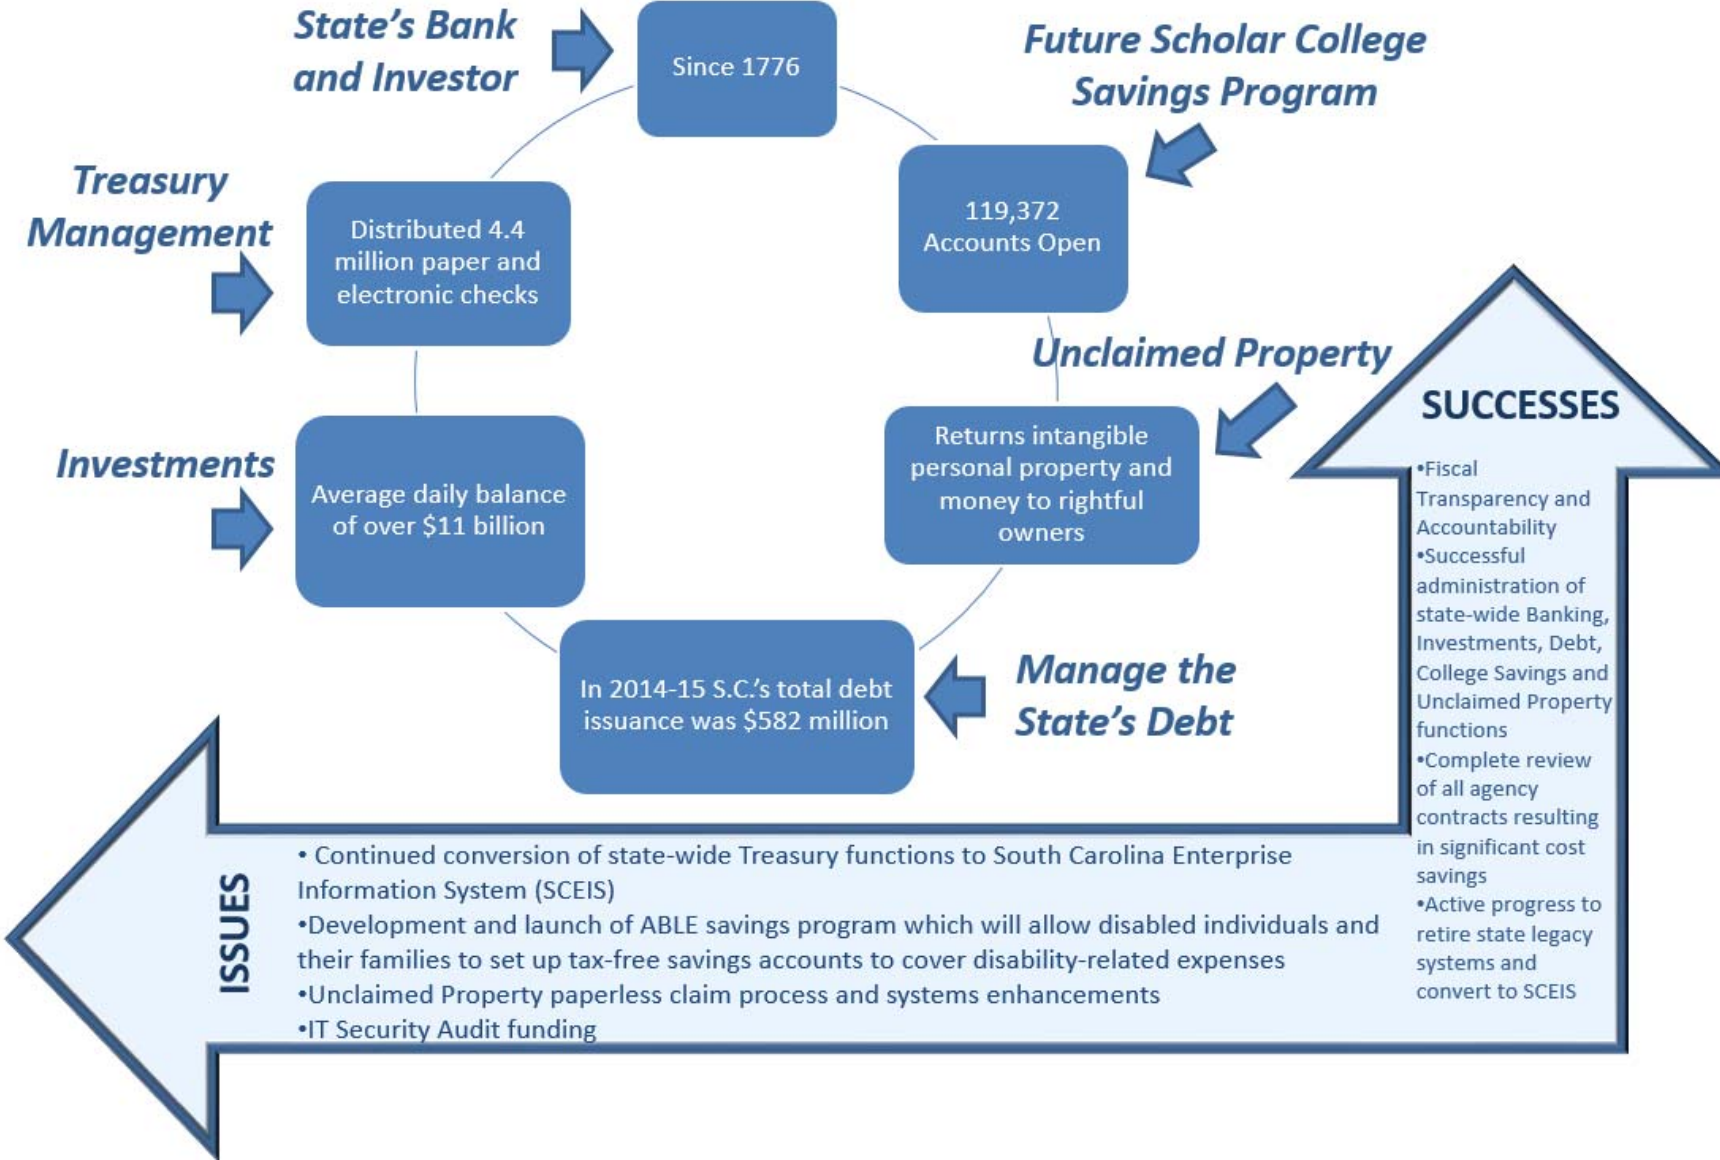 State's Bank
and Investor
Since 1776
Future Scholar College
Savings Program
119,372
Accounts Open
Treasury
Management
Distributed 4.4
million paper and
electronic checks
Unclaimed Property
Returns intangible
personal property and
money to rightful
owners
Investments
Average daily balance
of over $11 billion
In 2014-15 S.C.'s total debt
issuance was $582 million
Manage the
State's Debt
SUCCESSES
•Fiscal
Transparency and
Accountability
•Successful
administration of
state-wide Banking,
Investments, Debt,
College Savings and
Unclaimed Property
functions
•Complete review
of all agency
contracts resulting
in significant cost
savings
•Active progress to
retire state legacy
systems and
convert to SCEIS
ISSUES
• Continued conversion of state-wide Treasury functions to South Carolina Enterprise
Information System (SCEIS)
•Development and launch of ABLE savings program which will allow disabled individuals and
their families to set up tax-free savings accounts to cover disability-related expenses
•Unclaimed Property paperless claim process and systems enhancements
•IT Security Audit funding